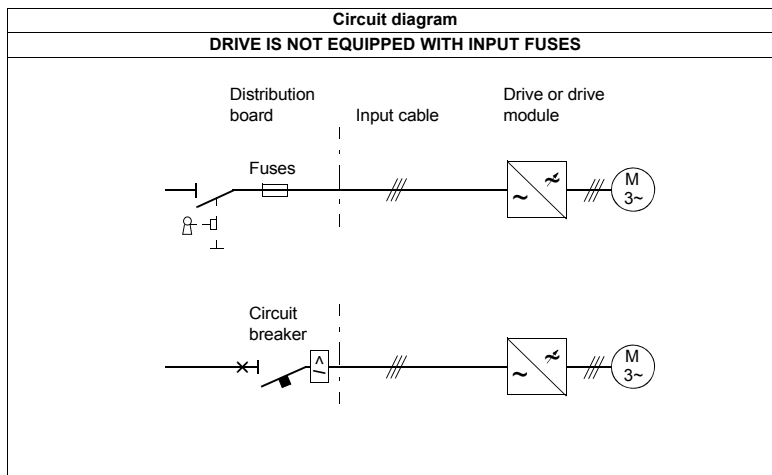 Circuit diagram
DRIVE IS NOT EQUIPPED WITH INPUT FUSES
Distribution
board
Input cable
Drive or drive
module
Fuses
M
3~
Circuit
breaker
M
3~